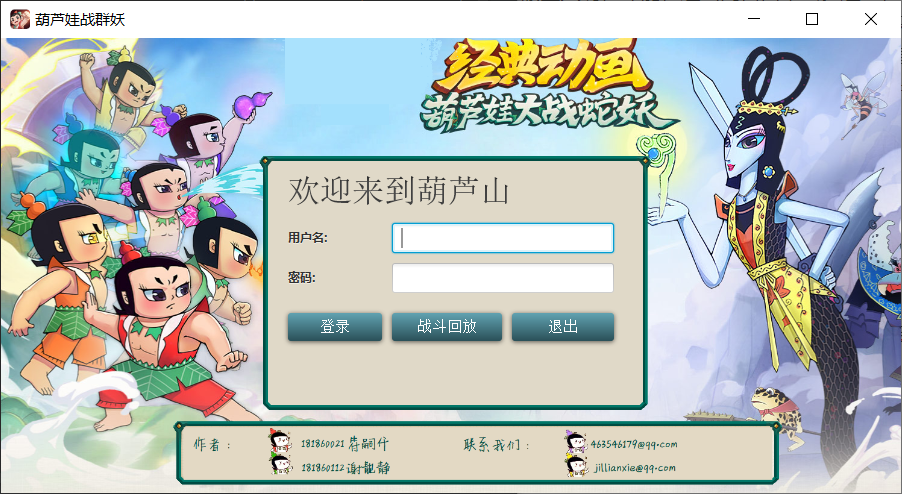 葫芦娃战群妖
经典动画
葫芦娃大战蛇妖
欢迎来到葫芦山
用户名:
密码:
登录 战斗回放 退出
作者： 181860021 蒋嗣什 联系我们： 463546179@qq.com
181860112 谢靓静 jillianxie@qq.com